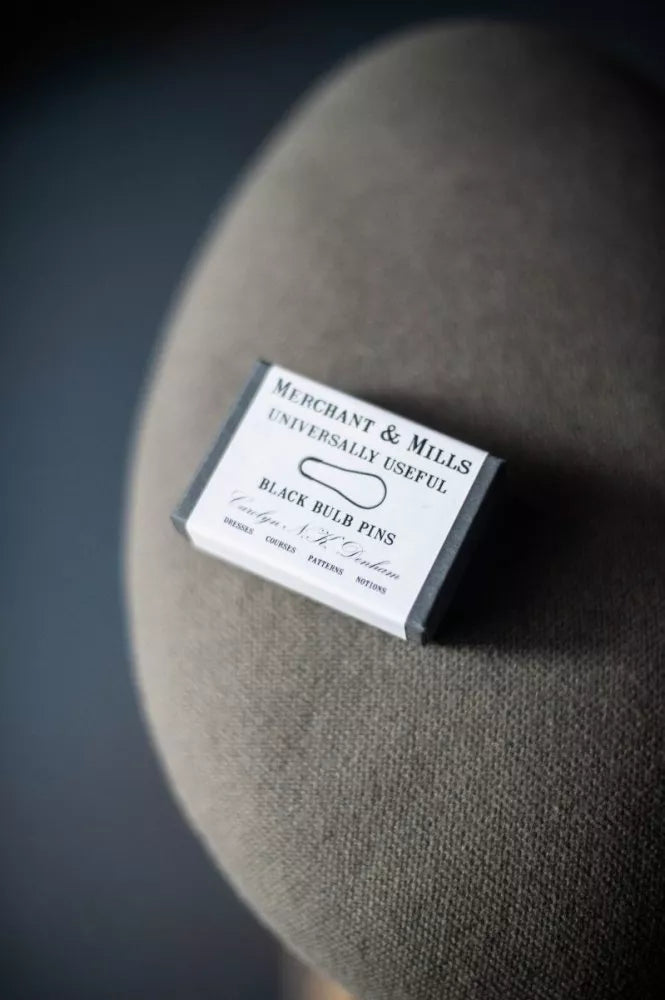 MERCHANT & MILLS
UNIVERSALLY USEFUL
BLACK BULB PINS
Carolyn N.K. Denham
DRESSES COURSES PATTERNS NOTIONS